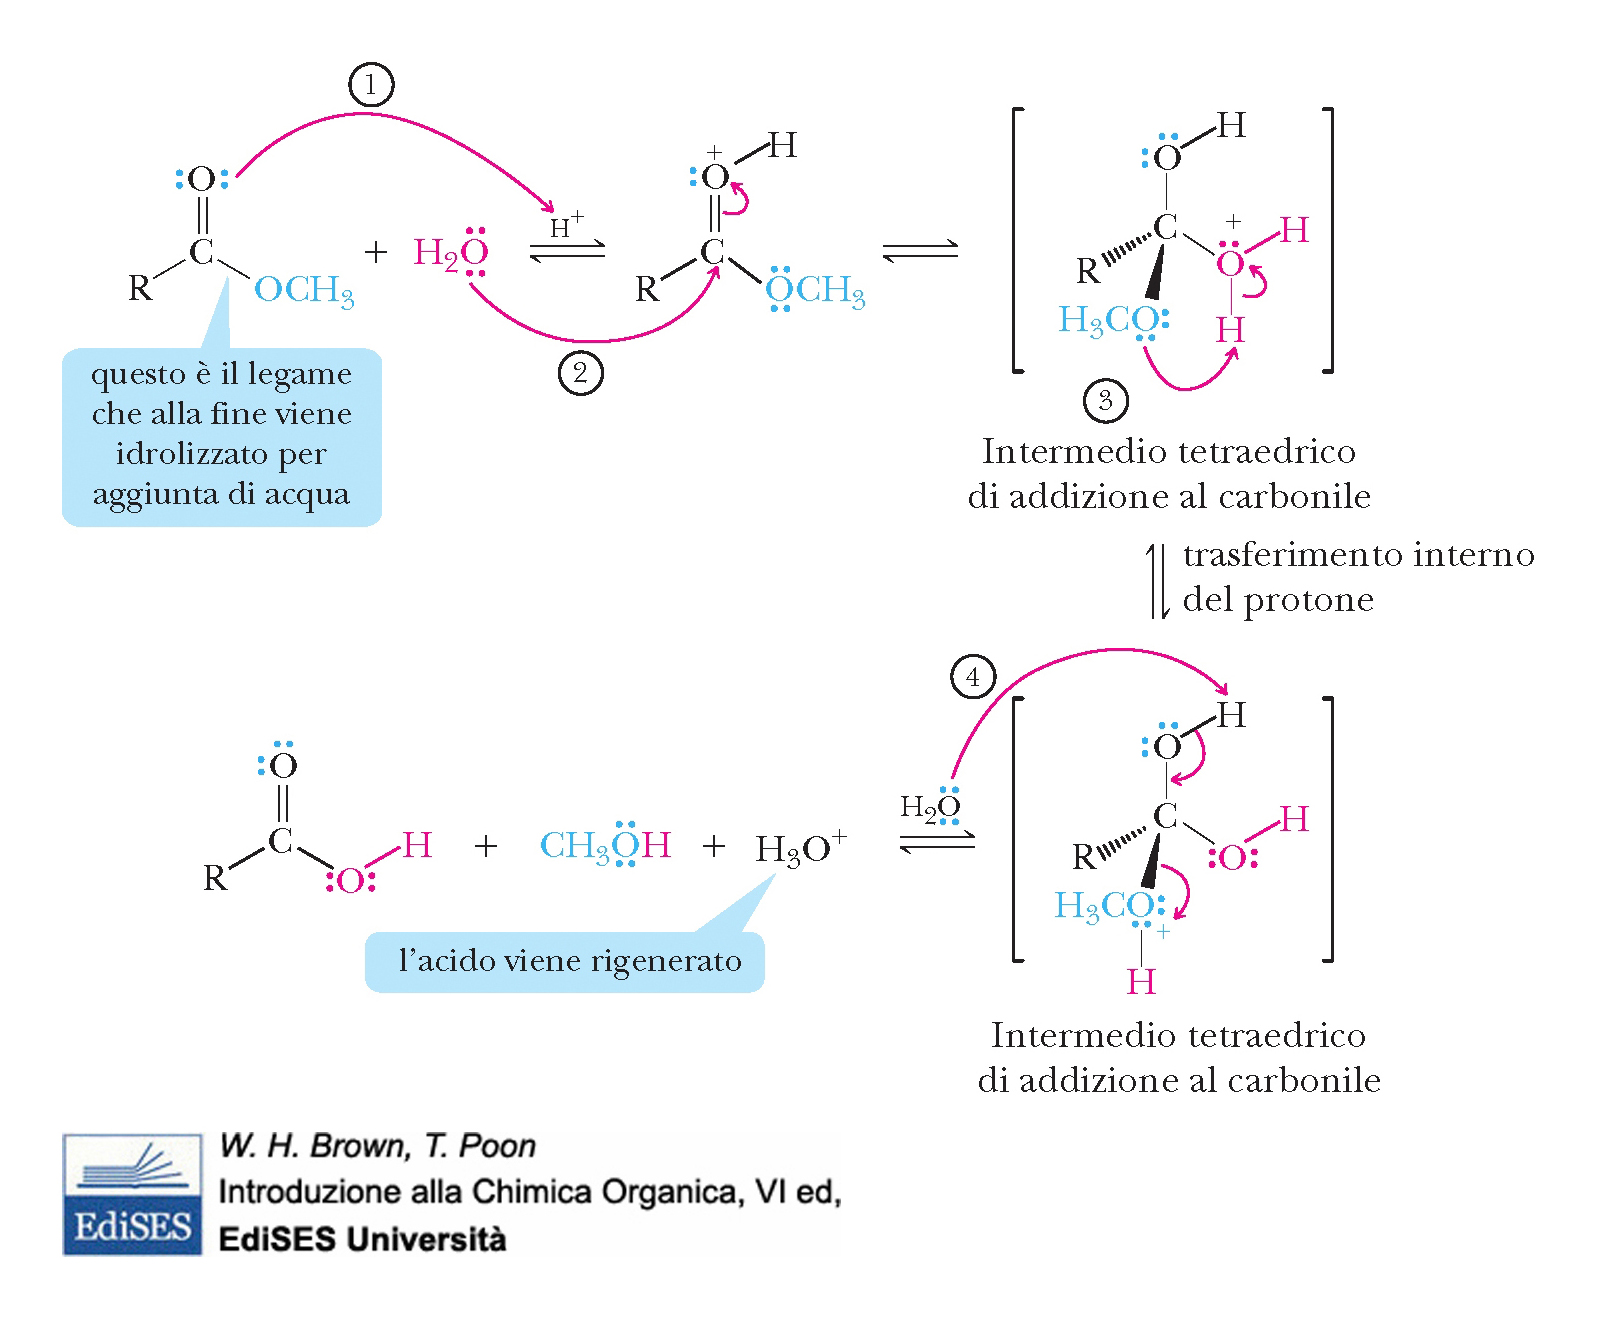 1
O
H
H
+
O
O
H
O
H+
+
C
+
H2O
C
C
H
R
OCH3
R
OCH3
R
O
H3CO
H
questo è il legame
che alla fine viene
idrolizzato per
aggiunta di acqua
2
3
Intermedio tetraedrico
di addizione al carbonile
trasferimento interno
del protone
4
H
O
O
H2O
C
H
C
H
+
CH3OH
+
H3O+
R
O
R
O
H3CO
+
l’acido viene rigenerato
H
Intermedio tetraedrico
di addizione al carbonile
W. H. Brown, T. Poon
Introduzione alla Chimica Organica, VI ed,
EdiSES
EdiSES Università